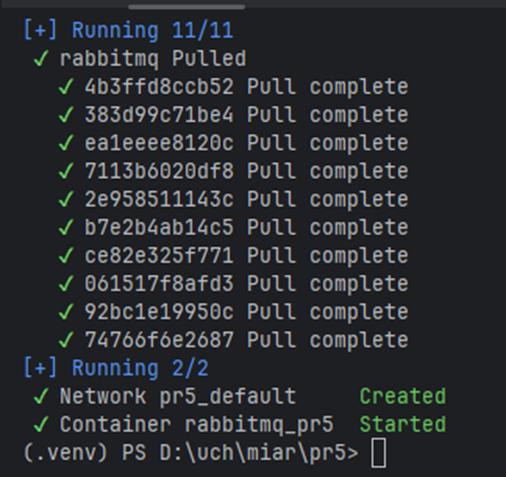 [+] Running 11/11
✓ rabbitmq Pulled
✓ 4b3ffd8ccb52 Pull complete
✓ 383d99c71be4 Pull complete
✓ ea1eeee8120c Pull complete
✓ 7113b6020df8 Pull complete
✓ 2e958511143c Pull complete
✓ b7e2b4ab14c5 Pull complete
✓ ce82e325f771 Pull complete
✓ 061517f8afd3 Pull complete
✓ 92bc1e19950c Pull complete
✓ 74766f6e2687 Pull complete
[+] Running 2/2
✓ Network pr5_default Created
✓ Container rabbitmq_pr5 Started
(.venv) PS D:\uch\miar\pr5>